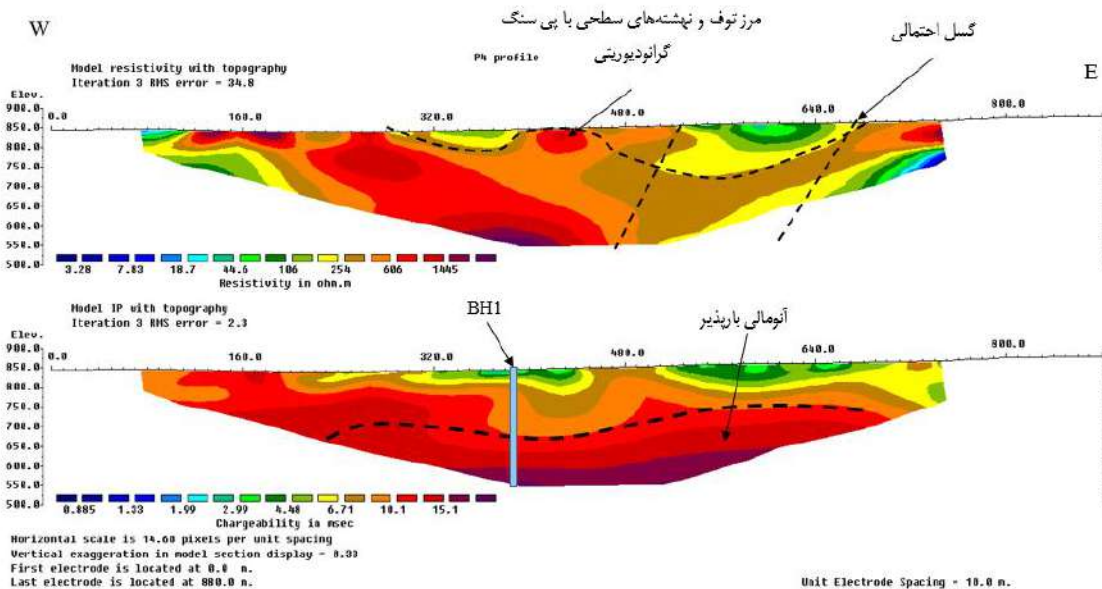 W
مرز توف و نهشته‌های سطحی با پی سنگ
گرانودیوریتی
گسل احتمالی
P4 profile
E
Model resistivity with topography
Iteration 3 RMS error = 34.8
Elev.
0.0 160.0 320.0 480.0 640.0 800.0
900.0
850.0
800.0
750.0
700.0
650.0
600.0
550.0
500.0
3.28 7.83 18.7 44.6 106 254 606 1445
Resistivity in ohm.m
Model IP with topography
Iteration 3 RMS error = 2.3
BH1
آنومالی بارپذیر
Elev.
0.0 160.0 320.0 480.0 640.0 800.0
900.0
850.0
800.0
750.0
700.0
650.0
600.0
550.0
500.0
0.885 1.33 1.99 2.99 4.48 6.71 10.1 15.1
Chargeability in msec
Horizontal scale is 14.60 pixels per unit spacing
Vertical exaggeration in model section display = 0.30
First electrode is located at 0.0 m.
Last electrode is located at 880.0 m.
Unit Electrode Spacing = 10.0 m.